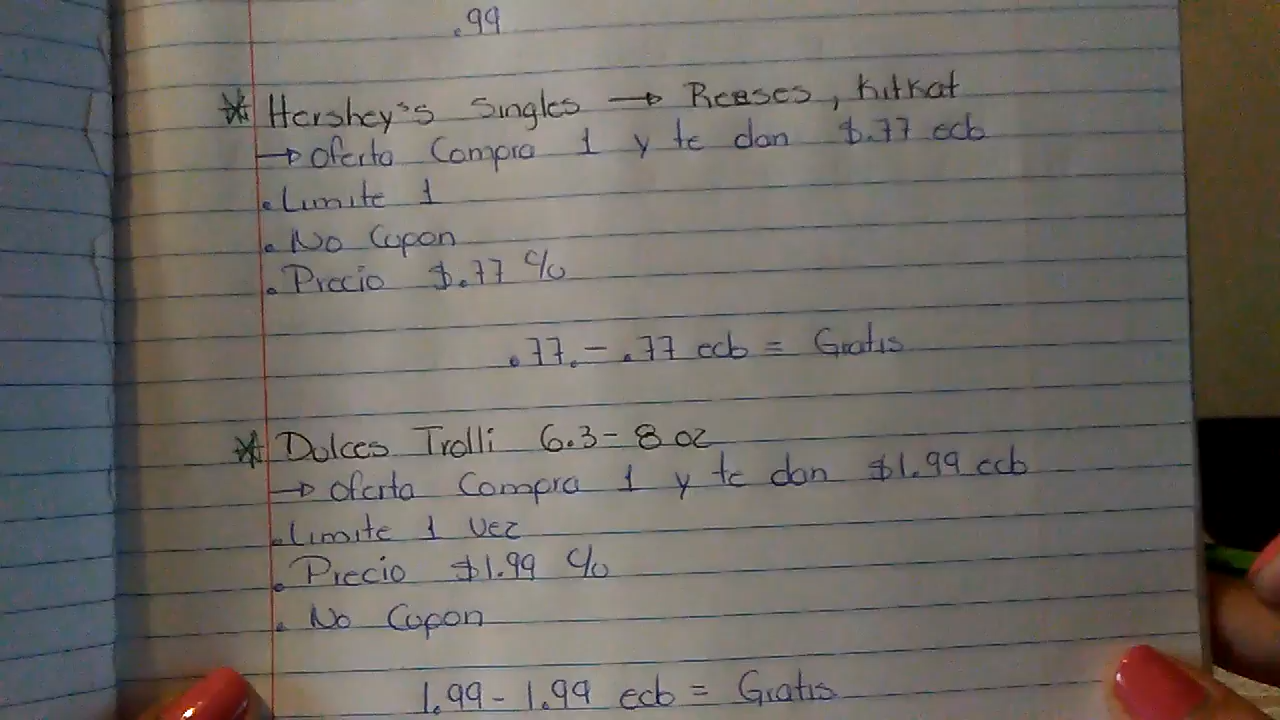 .99
* Hershey's Singles → Reeses, Kitkat
→ Oferta Compra 1 y te dan $.77 ecb
. Limite 1
. No Cupon
. Precio $.77 c/o
.77.- .77 ecb = Gratis
* Dulces Trolli 6.3-8 oz
→ Oferta Compra 1 y te dan $1.99 ecb
. Limite 1 vez
. Precio $1.99 c/o
. No Cupon
1.99 - 1.99 ecb = Gratis